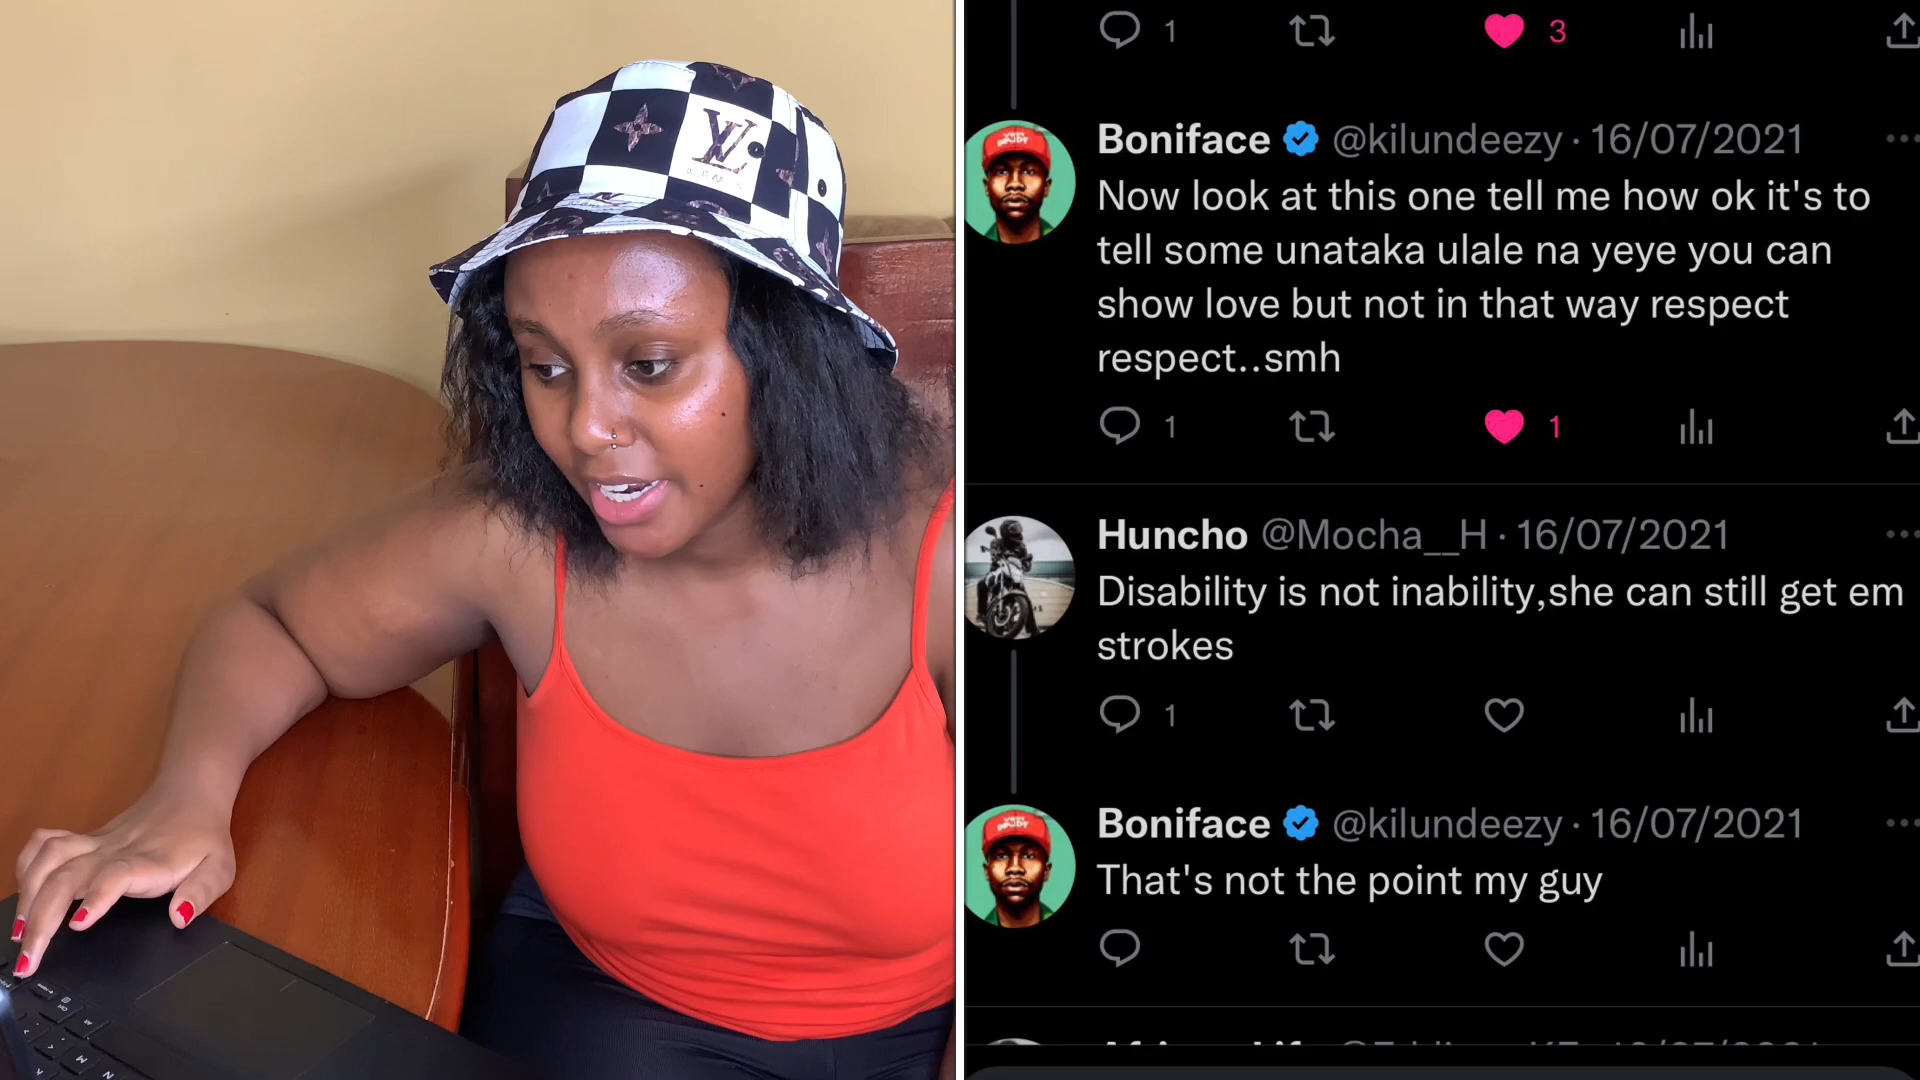 LV
1
3
Boniface @kilundeezy · 16/07/2021
Now look at this one tell me how ok it's to
tell some unataka ulale na yeye you can
show love but not in that way respect
respect..smh
1
1
Huncho @Mocha__H · 16/07/2021
Disability is not inability,she can still get em
strokes
1
Boniface @kilundeezy · 16/07/2021
That's not the point my guy